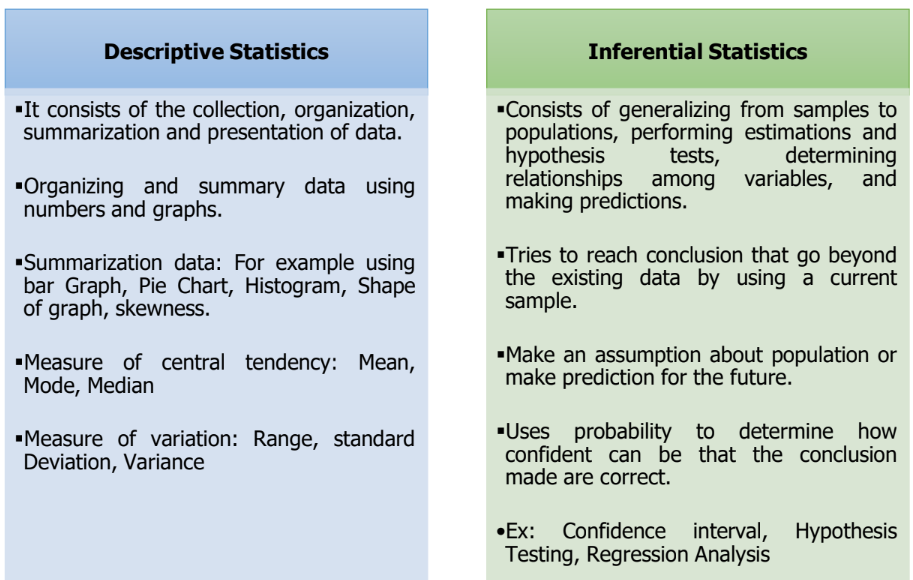 Descriptive Statistics
▪It consists of the collection, organization,
summarization and presentation of data.
▪Organizing and summary data using
numbers and graphs.
▪Summarization data: For example using
bar Graph, Pie Chart, Histogram, Shape
of graph, skewness.
▪Measure of central tendency: Mean,
Mode, Median
▪Measure of variation: Range, standard
Deviation, Variance
Inferential Statistics
▪Consists of generalizing from samples to
populations, performing estimations and
hypothesis tests, determining
relationships among variables, and
making predictions.
▪Tries to reach conclusion that go beyond
the existing data by using a current
sample.
▪Make an assumption about population or
make prediction for the future.
▪Uses probability to determine how
confident can be that the conclusion
made are correct.
•Ex: Confidence interval, Hypothesis
Testing, Regression Analysis